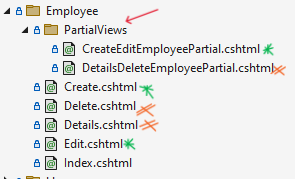 Employee
PartialViews
CreateEditEmployeePartial.cshtml
DetailsDeleteEmployeePartial.cshtml
Create.cshtml
Delete.cshtml
Details.cshtml
Edit.cshtml
Index.cshtml